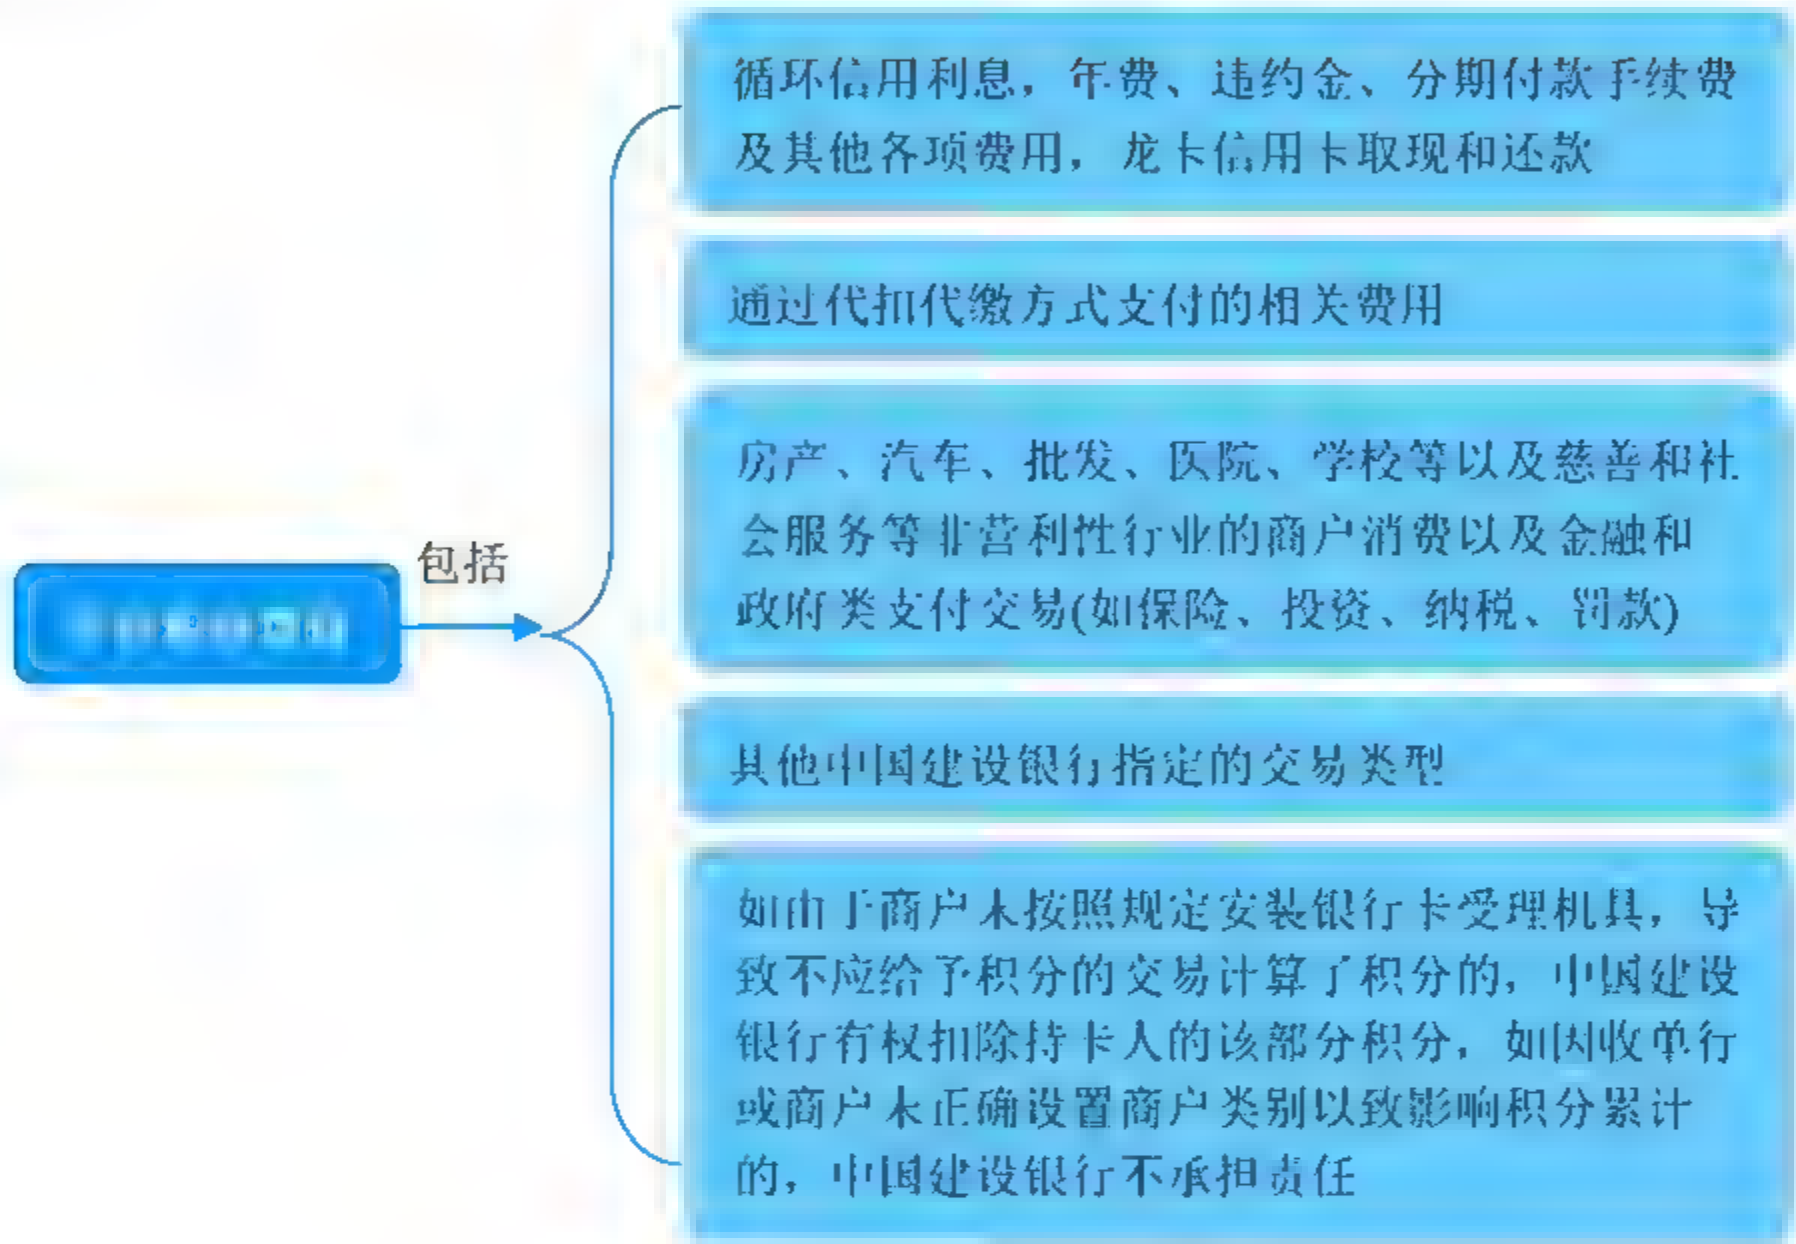 循环信用利息，年费、违约金、分期付款手续费
及其他各项费用，龙卡信用卡取现和还款
通过代扣代缴方式支付的相关费用
包括
房产、汽车、批发、医院、学校等以及慈善和社
会服务等非营利性行业的商户消费以及金融和
政府类支付交易(如保险、投资、纳税、罚款)
其他中国建设银行指定的交易类型
如由于商户未按照规定安装银行卡受理机具，导
致不应给予积分的交易计算了积分的，中国建设
银行有权扣除持卡人的该部分积分，如因收单行
或商户未正确设置商户类别以致影响积分累计
的，中国建设银行不承担责任